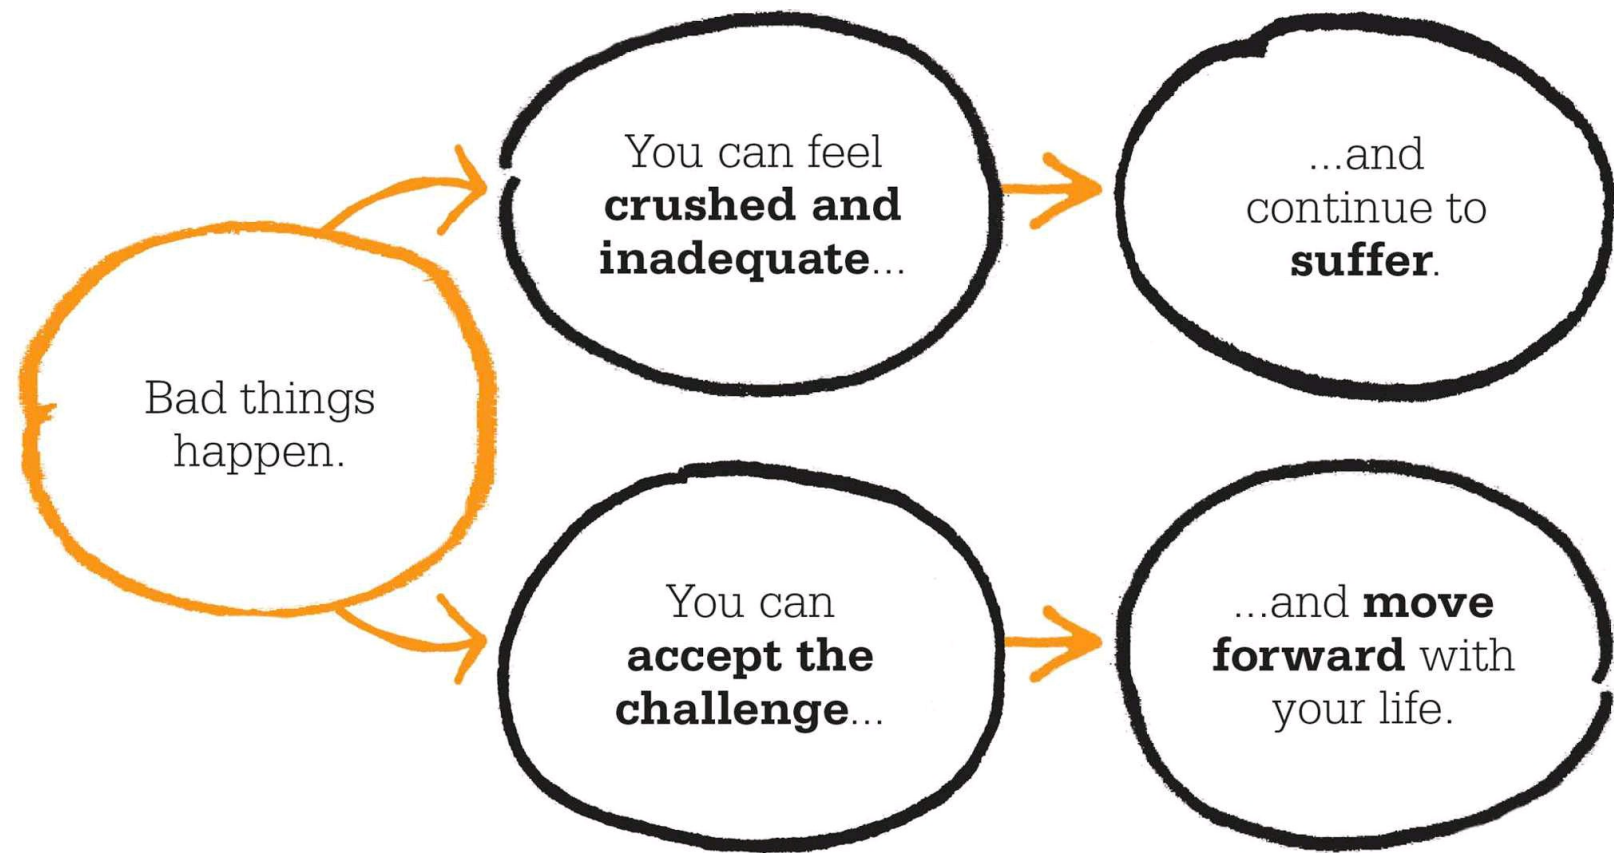 Bad things
happen.
You can feel
crushed and
inadequate...
...and
continue to
suffer.
You can
accept the
challenge...
...and move
forward with
your life.